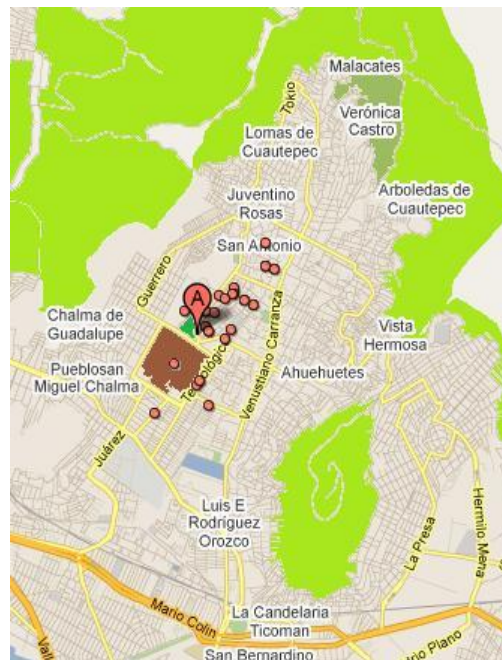 Malacates
Tokio
Verónica
Castro
Lomas de
Cuautepec
Juventino
Rosas
Arboledas de
Cuautepec
San Antonio
Guerrero
A
Chalma de
Guadalupe
Venustiano Carranza
Vista
Hermosa
Tecnológico
Pueblosan
Miguel Chalma
Ahuehuetes
Juárez
Luis E
Rodríguez
Orozco
La Presa
Hermilo Mena
Mario Colin
La Candelaria
Ticoman
San Bernardino
Plano